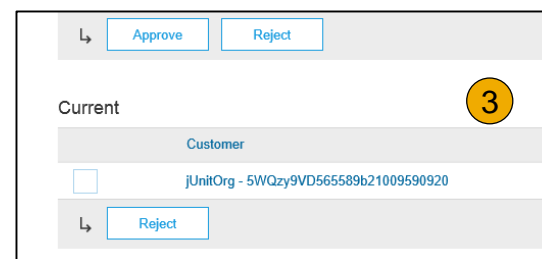 Approve Reject
Current
3
Customer
jUnitOrg - 5WQzy9VD565589b21009590920
Reject